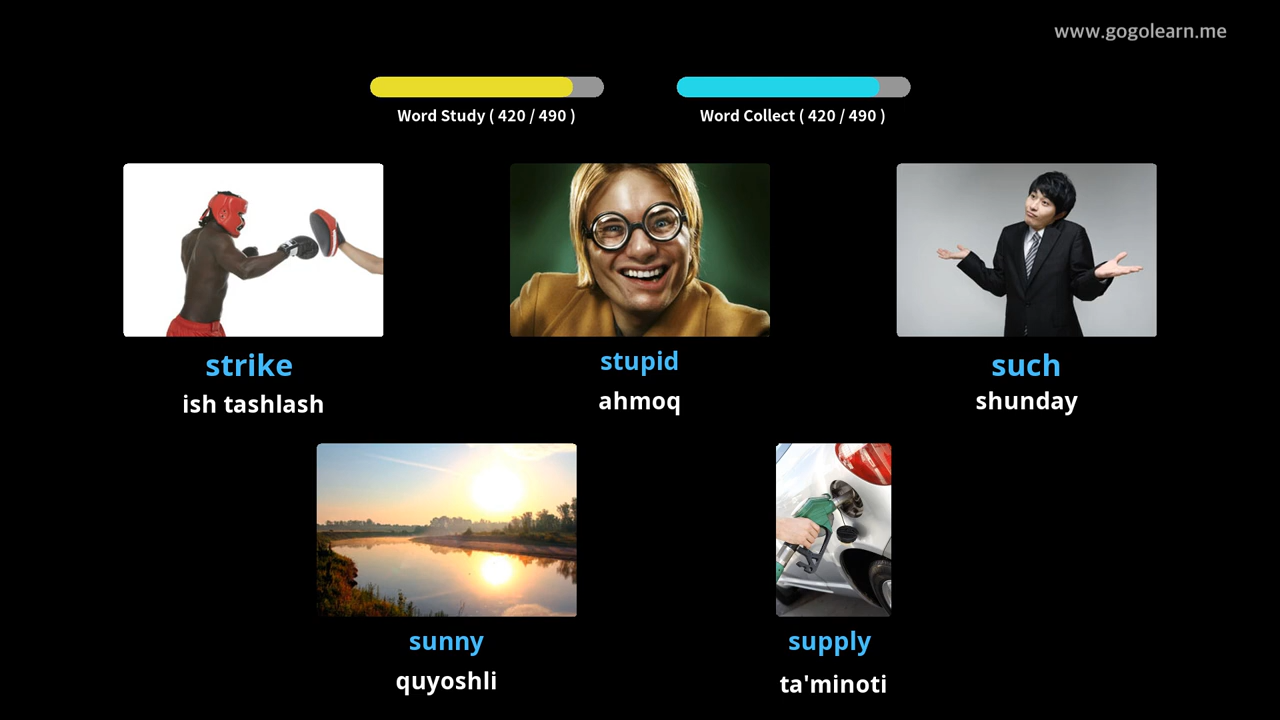 www.gogolearn.me
Word Study ( 420 / 490 )
Word Collect ( 420 / 490 )
strike
ish tashlash
stupid
ahmoq
such
shunday
sunny
quyoshli
supply
ta'minoti